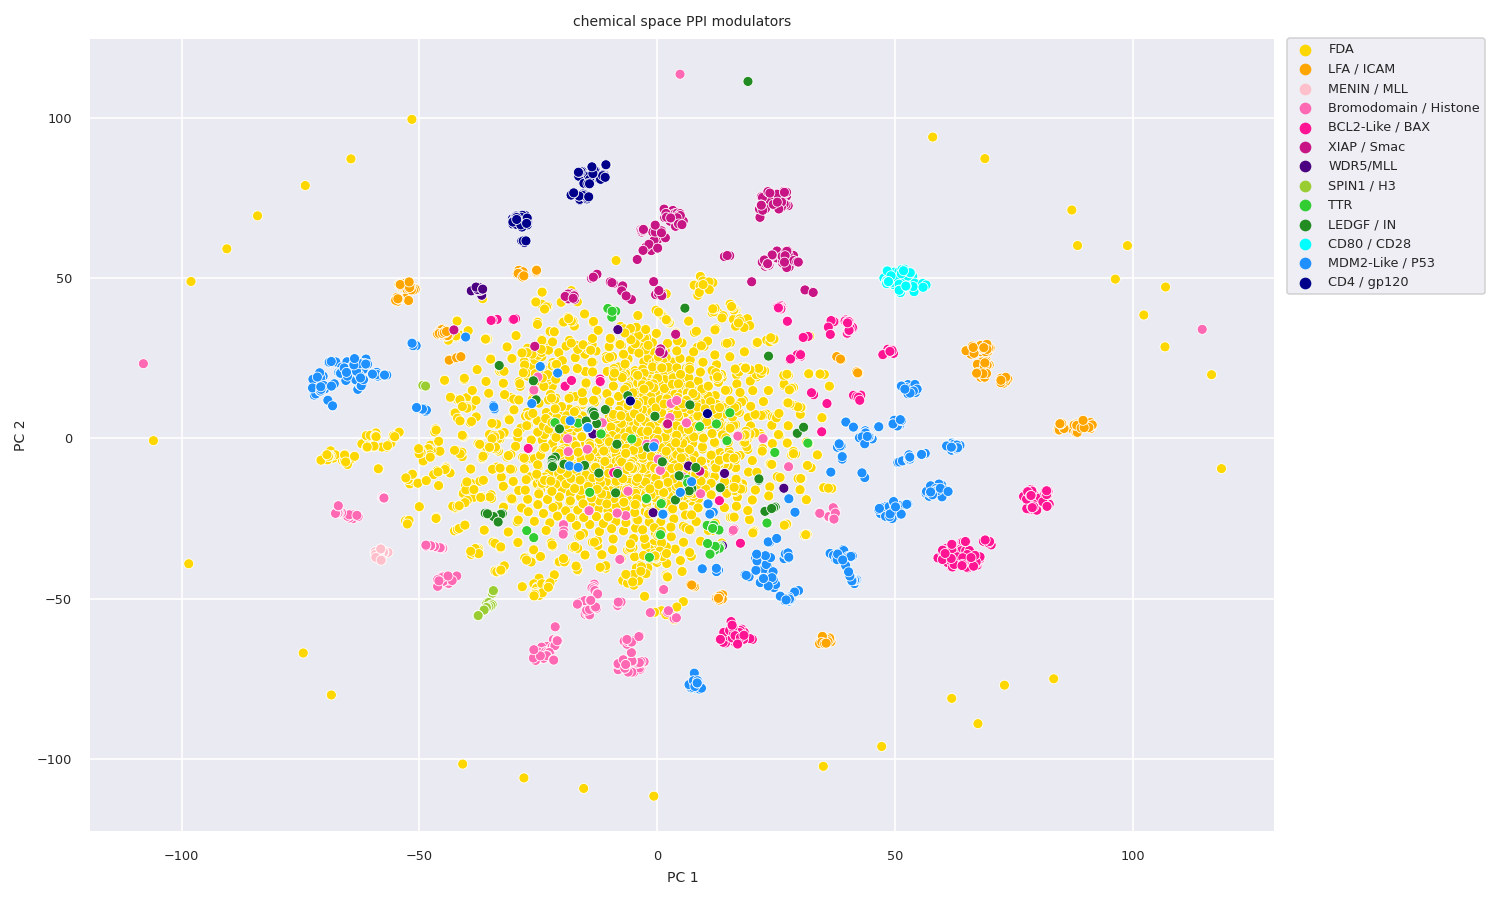 chemical space PPI modulators
FDA
LFA / ICAM
MENIN / MLL
Bromodomain / Histone
BCL2-Like / BAX
XIAP / Smac
WDR5/MLL
SPIN1 / H3
TTR
LEDGF / IN
CD80 / CD28
MDM2-Like / P53
CD4 / gp120
PC 2
100
50
0
−50
−100
−100
−50
0
50
100
PC 1